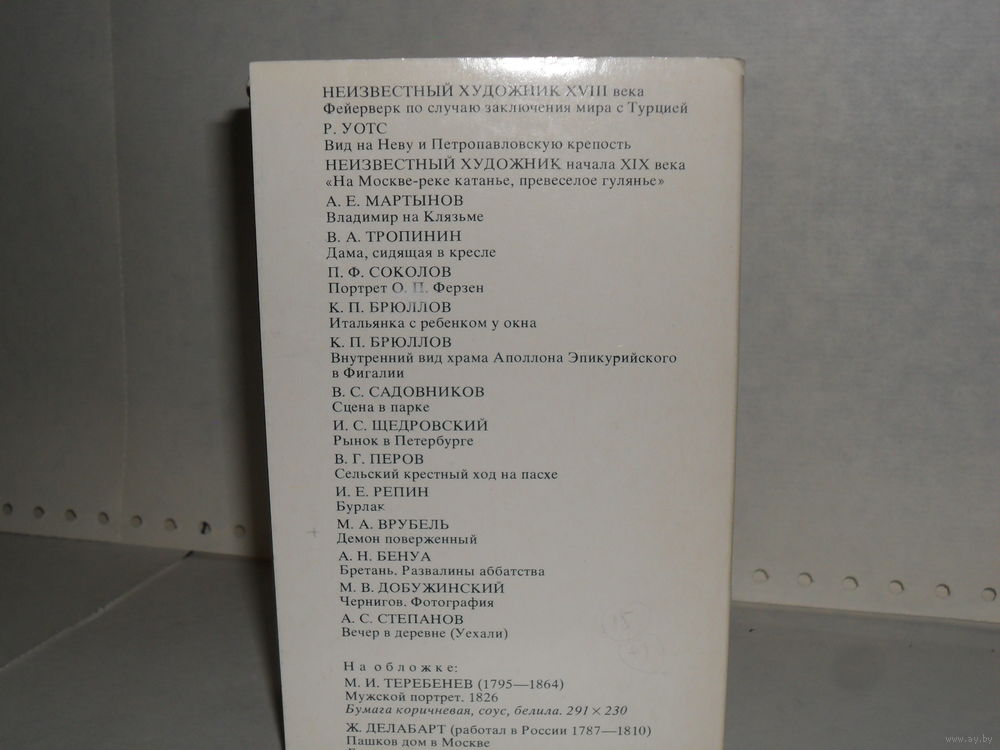 НЕИЗВЕСТНЫЙ ХУДОЖНИК XVIII века
Фейерверк по случаю заключения мира с Турцией
Р. УОТС
Вид на Неву и Петропавловскую крепость
НЕИЗВЕСТНЫЙ ХУДОЖНИК начала XIX века
«На Москве-реке катанье, превеселое гулянье»
А. Е. МАРТЫНОВ
Владимир на Клязьме
В. А. ТРОПИНИН
Дама, сидящая в кресле
П. Ф. СОКОЛОВ
Портрет О. П. Ферзен
К. П. БРЮЛЛОВ
Итальянка с ребенком у окна
К. П. БРЮЛЛОВ
Внутренний вид храма Аполлона Эпикурийского
в Фигалии
В. С. САДОВНИКОВ
Сцена в парке
И. С. ЩЕДРОВСКИЙ
Рынок в Петербурге
В. Г. ПЕРОВ
Сельский крестный ход на пасхе
И. Е. РЕПИН
Бурлак
М. А. ВРУБЕЛЬ
Демон поверженный
А. Н. БЕНУА
Бретань. Развалины аббатства
М. В. ДОБУЖИНСКИЙ
Чернигов. Фотография
А. С. СТЕПАНОВ
Вечер в деревне (Уехали)
На обложке:
М. И. ТЕРЕБЕНЕВ (1795—1864)
Мужской портрет. 1826
Бумага коричневая, соус, белила. 291 × 230
Ж. ДЕЛАБАРТ (работал в России 1787—1810)
Пашков дом в Москве
www.ay.by